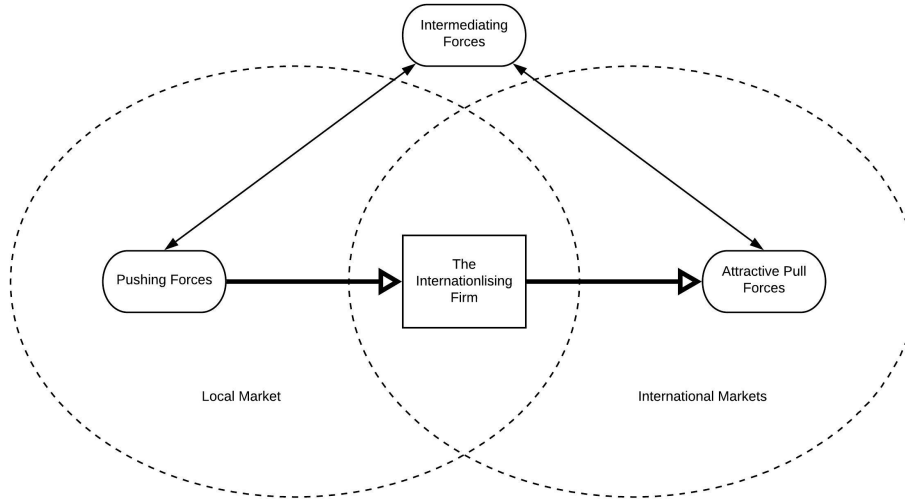 Intermediating
Forces
Pushing Forces
The
Internationlising
Firm
Attractive Pull
Forces
Local Market
International Markets